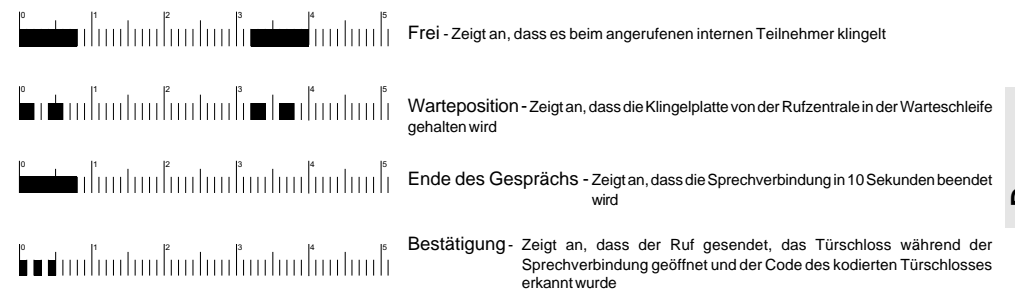 0 1 2 3 4 5
Frei - Zeigt an, dass es beim angerufenen internen Teilnehmer klingelt
0 1 2 3 4 5
Warteposition - Zeigt an, dass die Klingelplatte von der Rufzentrale in der Warteschleife
gehalten wird
0 1 2 3 4 5
Ende des Gesprächs - Zeigt an, dass die Sprechverbindung in 10 Sekunden beendet
wird
0 1 2 3 4 5
Bestätigung - Zeigt an, dass der Ruf gesendet, das Türschloss während der
Sprechverbindung geöffnet und der Code des kodierten Türschlosses
erkannt wurde